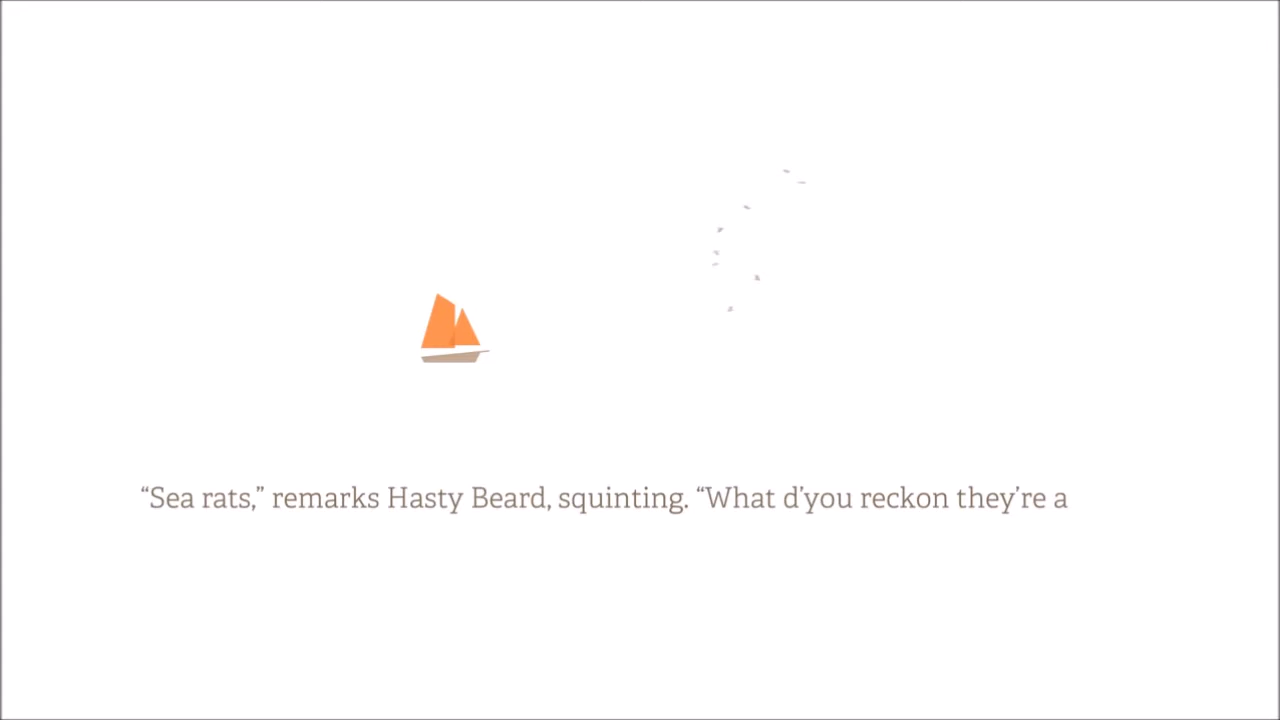 “Sea rats,” remarks Hasty Beard, squinting. “What d’you reckon they’re a